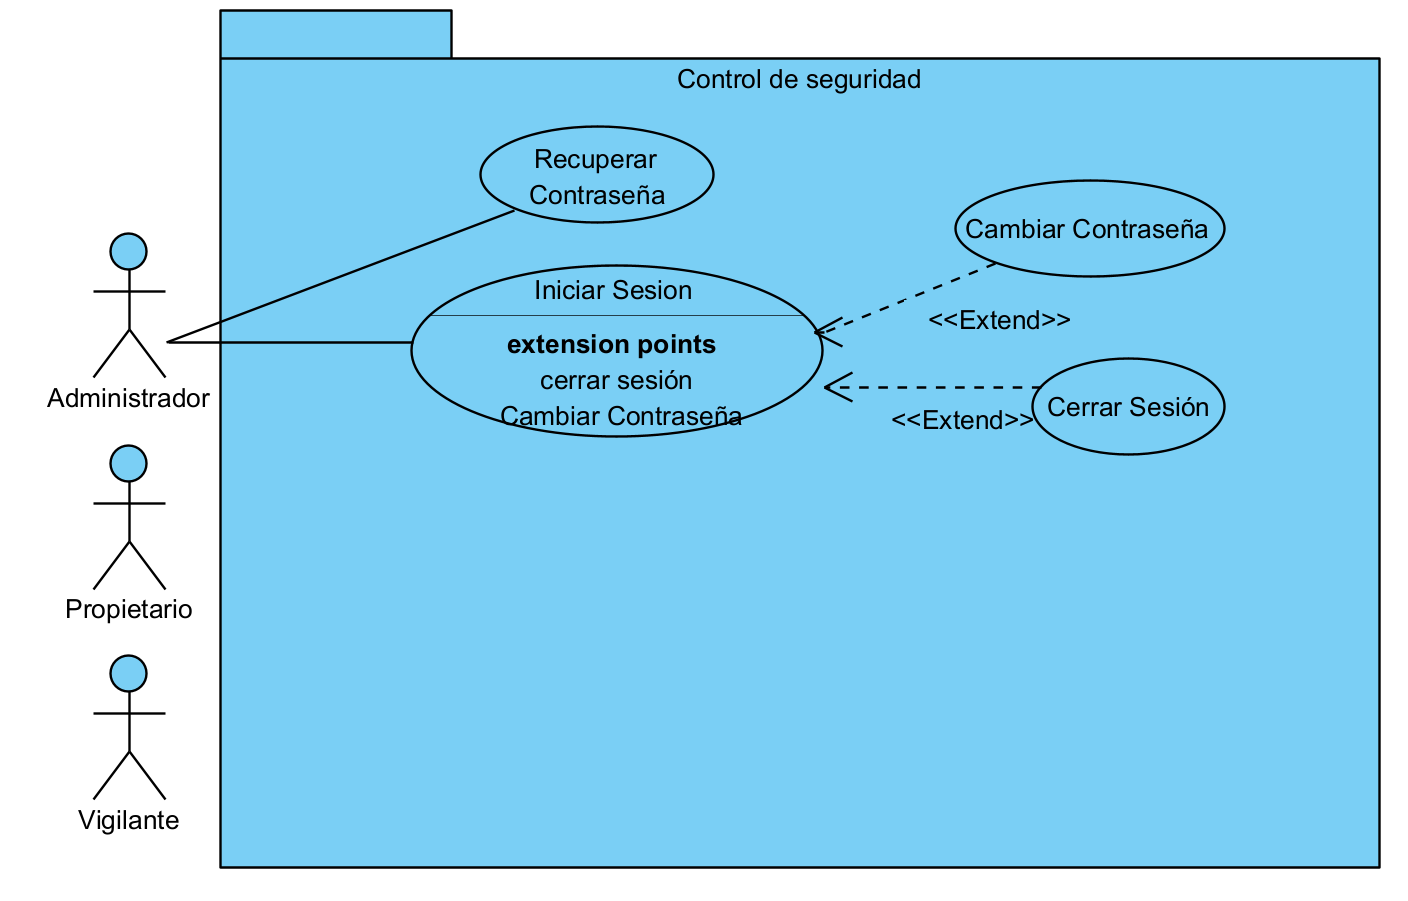 Control de seguridad
Recuperar
Contraseña
Cambiar Contraseña
Iniciar Sesion
extension points
cerrar sesión
Cambiar Contraseña
<<Extend>>
Cerrar Sesión
<<Extend>>
Administrador
Propietario
Vigilante